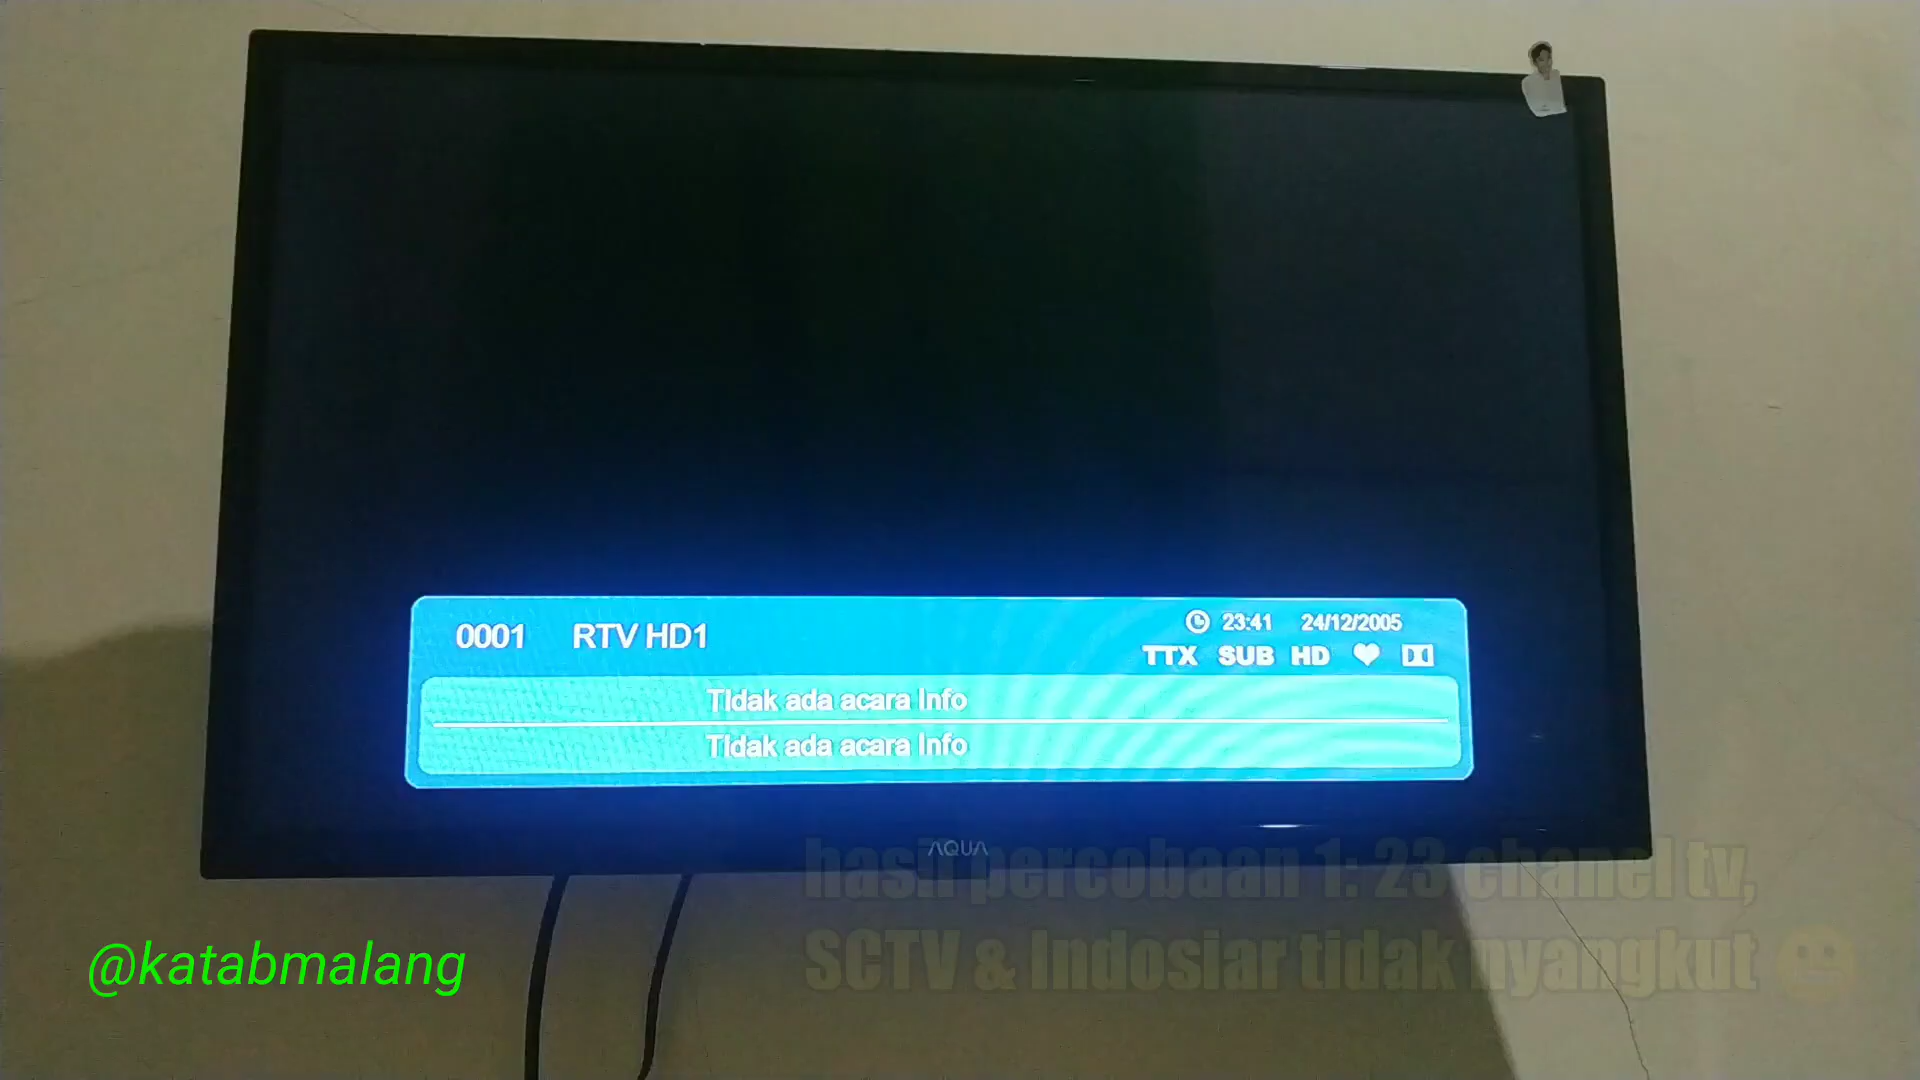 0001 RTV HD1 23:41 24/12/2005
TTX SUB HD
Tidak ada acara Info
Tidak ada acara Info
AQUA
hasil percobaan 1: 23 chanel tv,
SCTV & Indosiar tidak nyangkut
@katabmalang